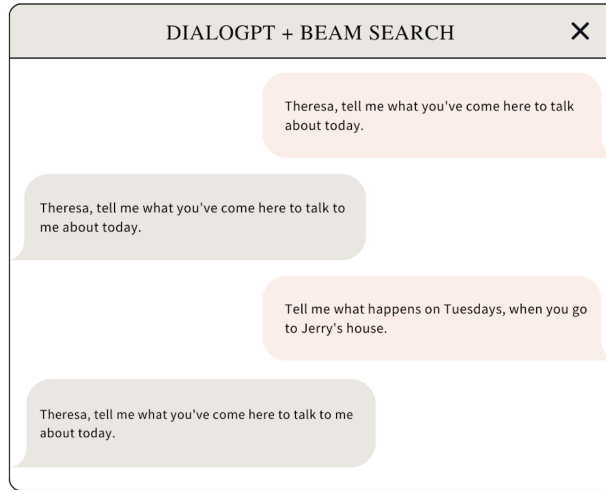 DIALOGPT + BEAM SEARCH
Theresa, tell me what you've come here to talk
about today.
Theresa, tell me what you've come here to talk to
me about today.
Tell me what happens on Tuesdays, when you go
to Jerry's house.
Theresa, tell me what you've come here to talk to me
about today.